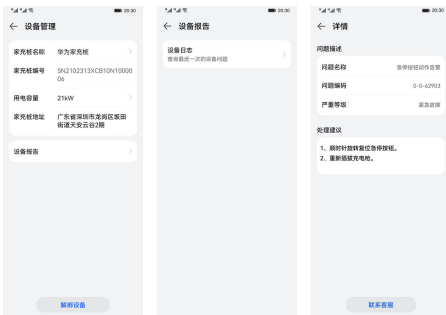 20:30
← 设备管理
家充桩名称 华为家充桩
家充桩编号 SN2102313XCB10N10000
06
用电容量 21kW
家充桩地址 广东省深圳市龙岗区坂田
街道天安云谷2期
设备报告
解绑设备
20:30
← 设备报告
设备日志
查询最近一次的设备问题
20:30
← 详情
问题描述
问题名称 急停按钮动作告警
问题编码 0-0-62903
严重等级 紧急故障
处理建议
1、顺时针旋转复位急停按钮。
2、重新插拔充电枪。
联系客服